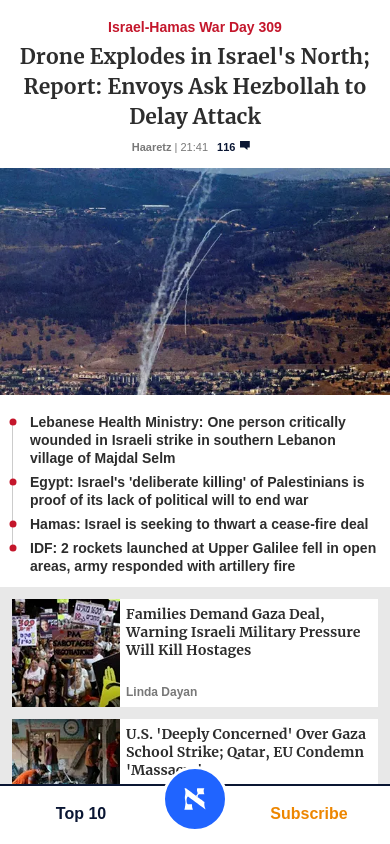 Israel-Hamas War Day 309
Drone Explodes in Israel's North;
Report: Envoys Ask Hezbollah to
Delay Attack
Haaretz | 21:41 116
Lebanese Health Ministry: One person critically
wounded in Israeli strike in southern Lebanon
village of Majdal Selm
Egypt: Israel's 'deliberate killing' of Palestinians is
proof of its lack of political will to end war
Hamas: Israel is seeking to thwart a cease-fire deal
IDF: 2 rockets launched at Upper Galilee fell in open
areas, army responded with artillery fire
309
SABOTAGES
NEGOTIATIONS
Families Demand Gaza Deal,
Warning Israeli Military Pressure
Will Kill Hostages
Linda Dayan
U.S. 'Deeply Concerned' Over Gaza
School Strike; Qatar, EU Condemn
Top 10
Subscribe